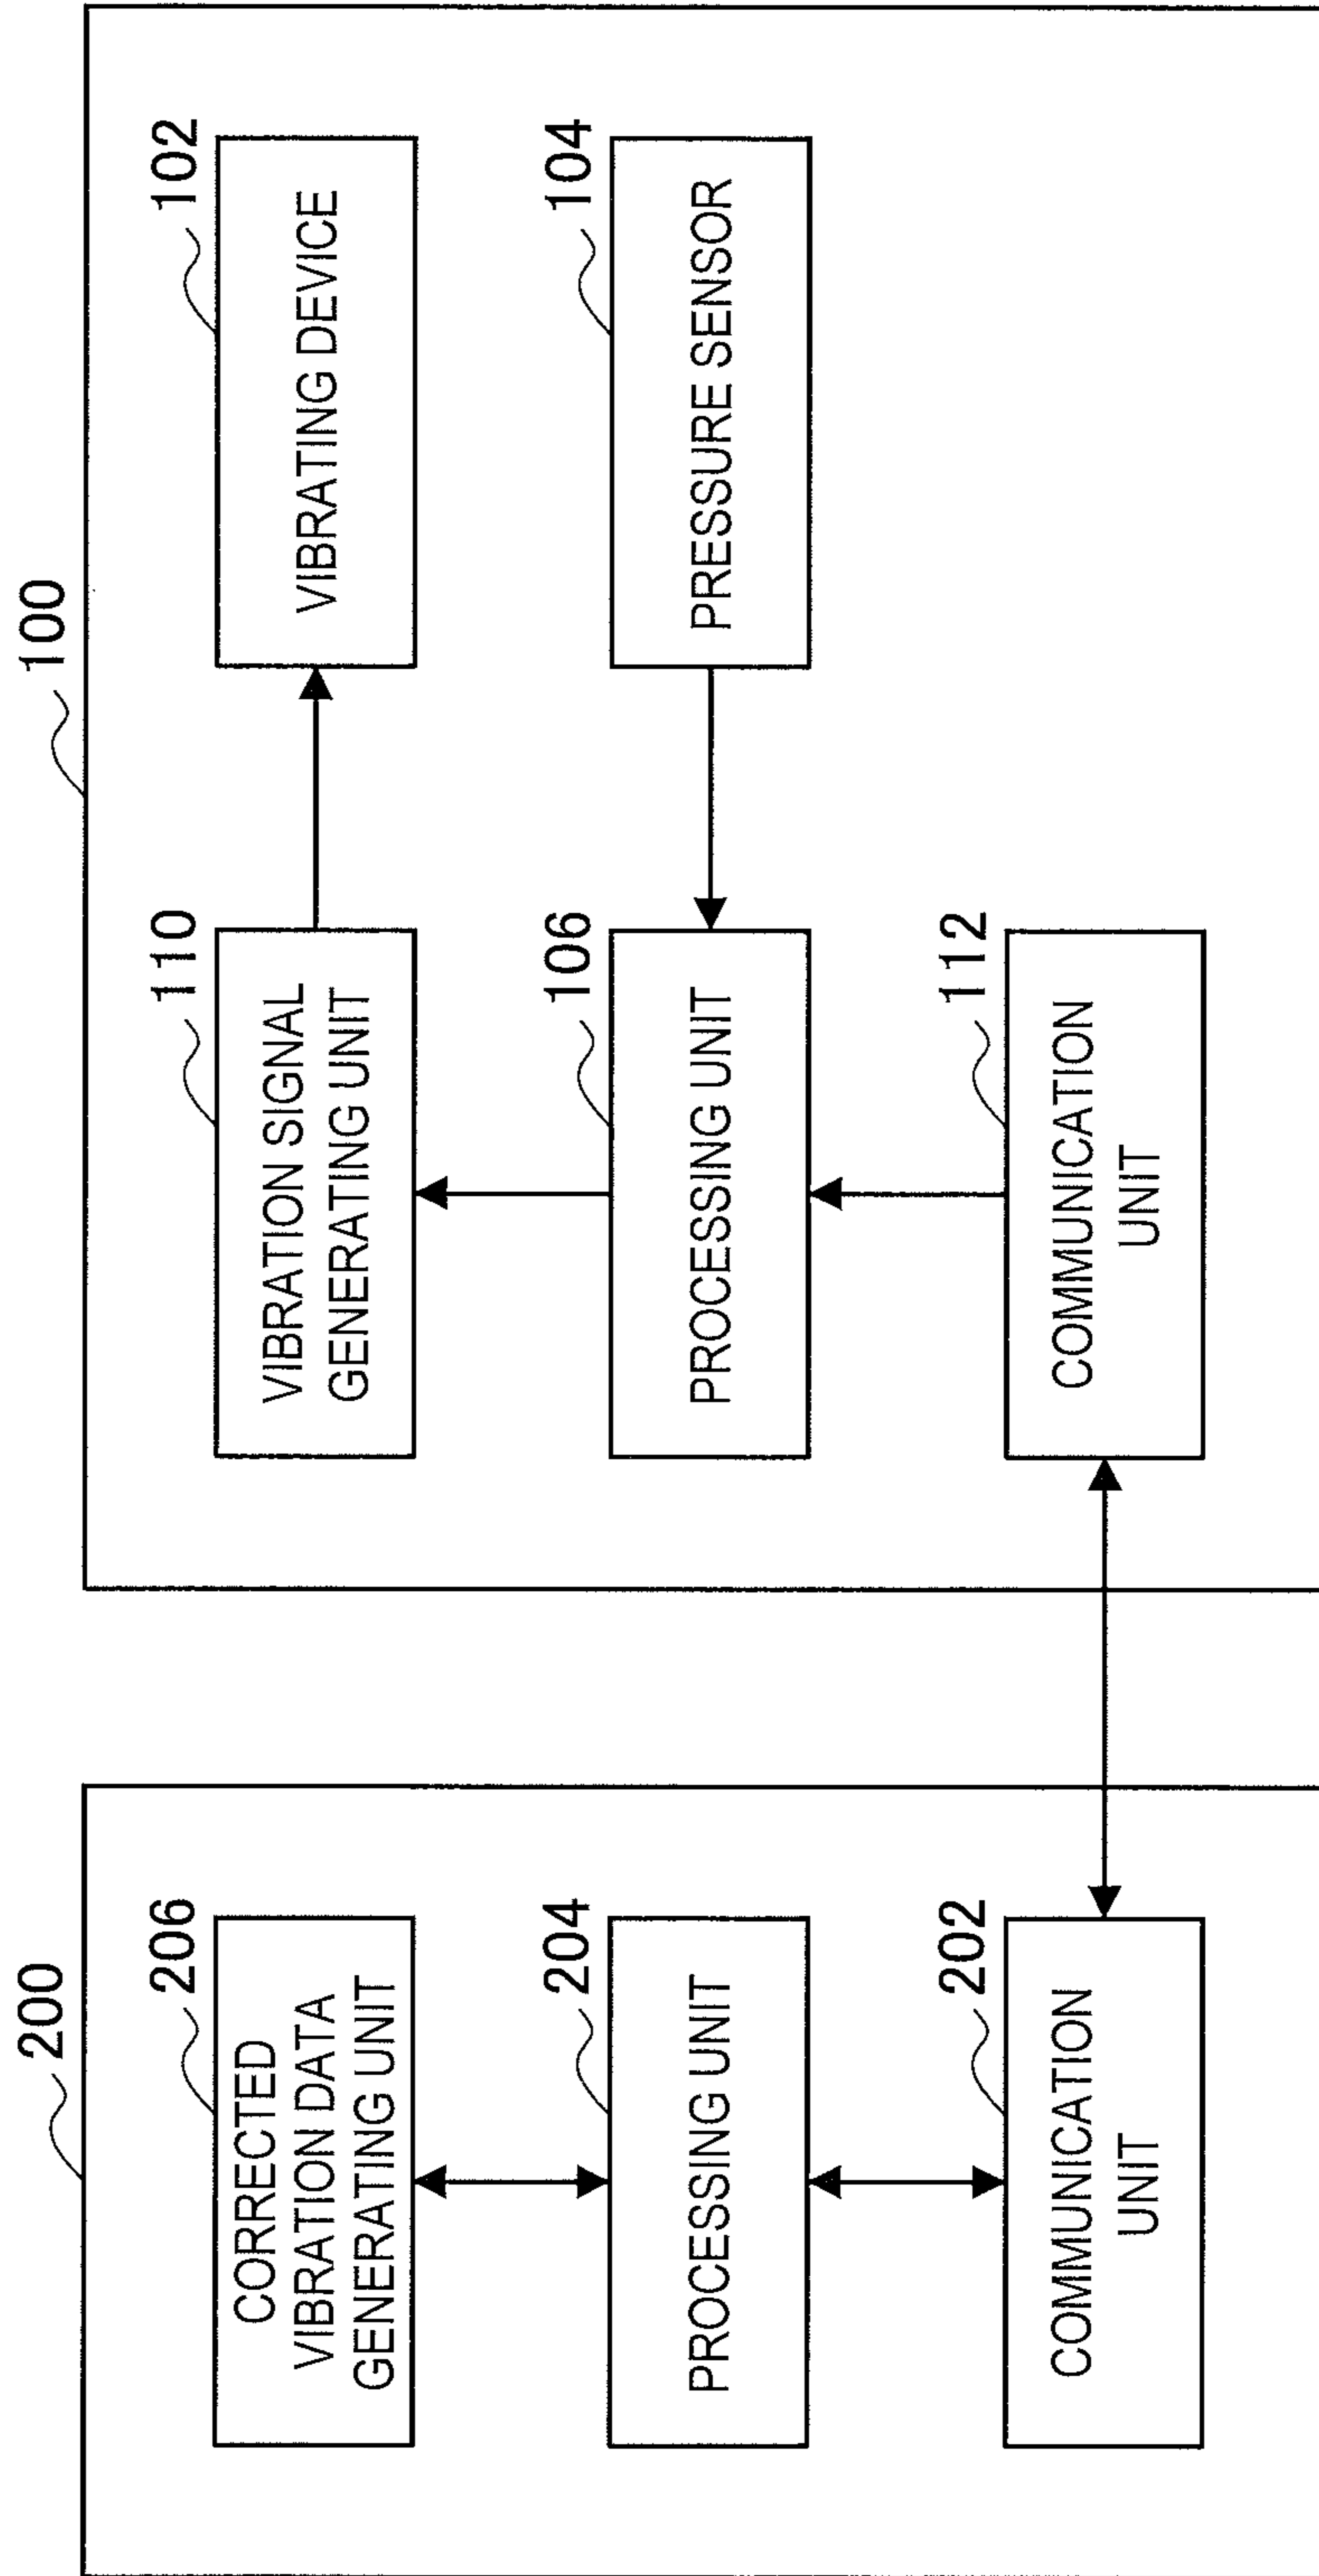 200
206
CORRECTED
VIBRATION DATA
GENERATING UNIT
204
PROCESSING UNIT
202
COMMUNICATION
UNIT
100
110
VIBRATION SIGNAL
GENERATING UNIT
102
VIBRATING DEVICE
106
PROCESSING UNIT
104
PRESSURE SENSOR
112
COMMUNICATION
UNIT